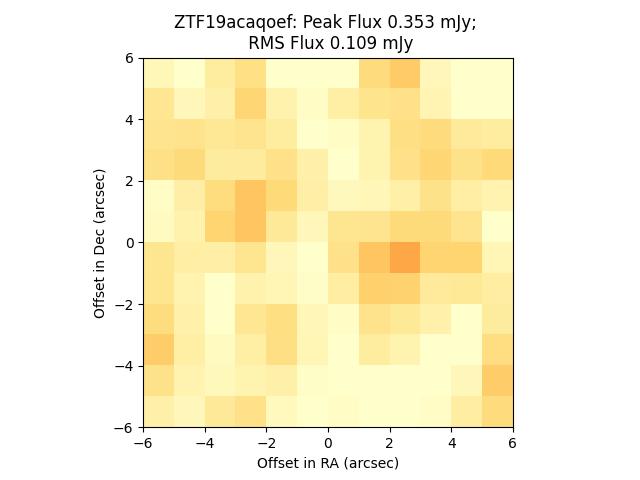 ZTF19acaqoef: Peak Flux 0.353 mJy;
RMS Flux 0.109 mJy
6
4
2
0
−2
−4
−6
Offset in Dec (arcsec)
−6 −4 −2 0 2 4 6
Offset in RA (arcsec)